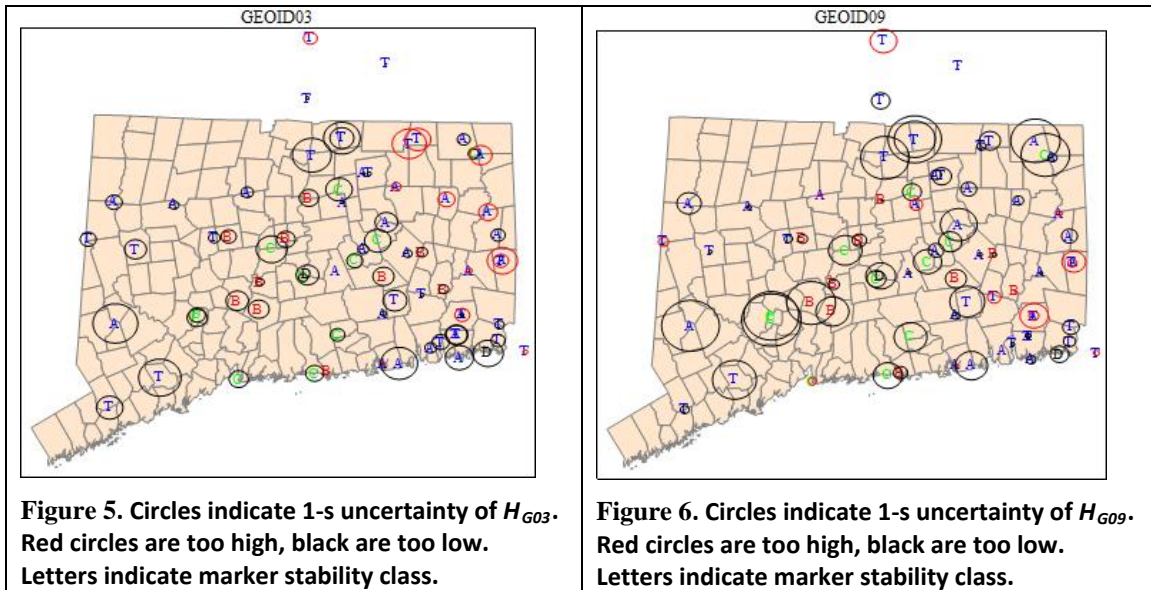 GEOID03
Figure 5. Circles indicate 1-s uncertainty of H_G03.
Red circles are too high, black are too low.
Letters indicate marker stability class.
GEOID09
Figure 6. Circles indicate 1-s uncertainty of H_G09.
Red circles are too high, black are too low.
Letters indicate marker stability class.